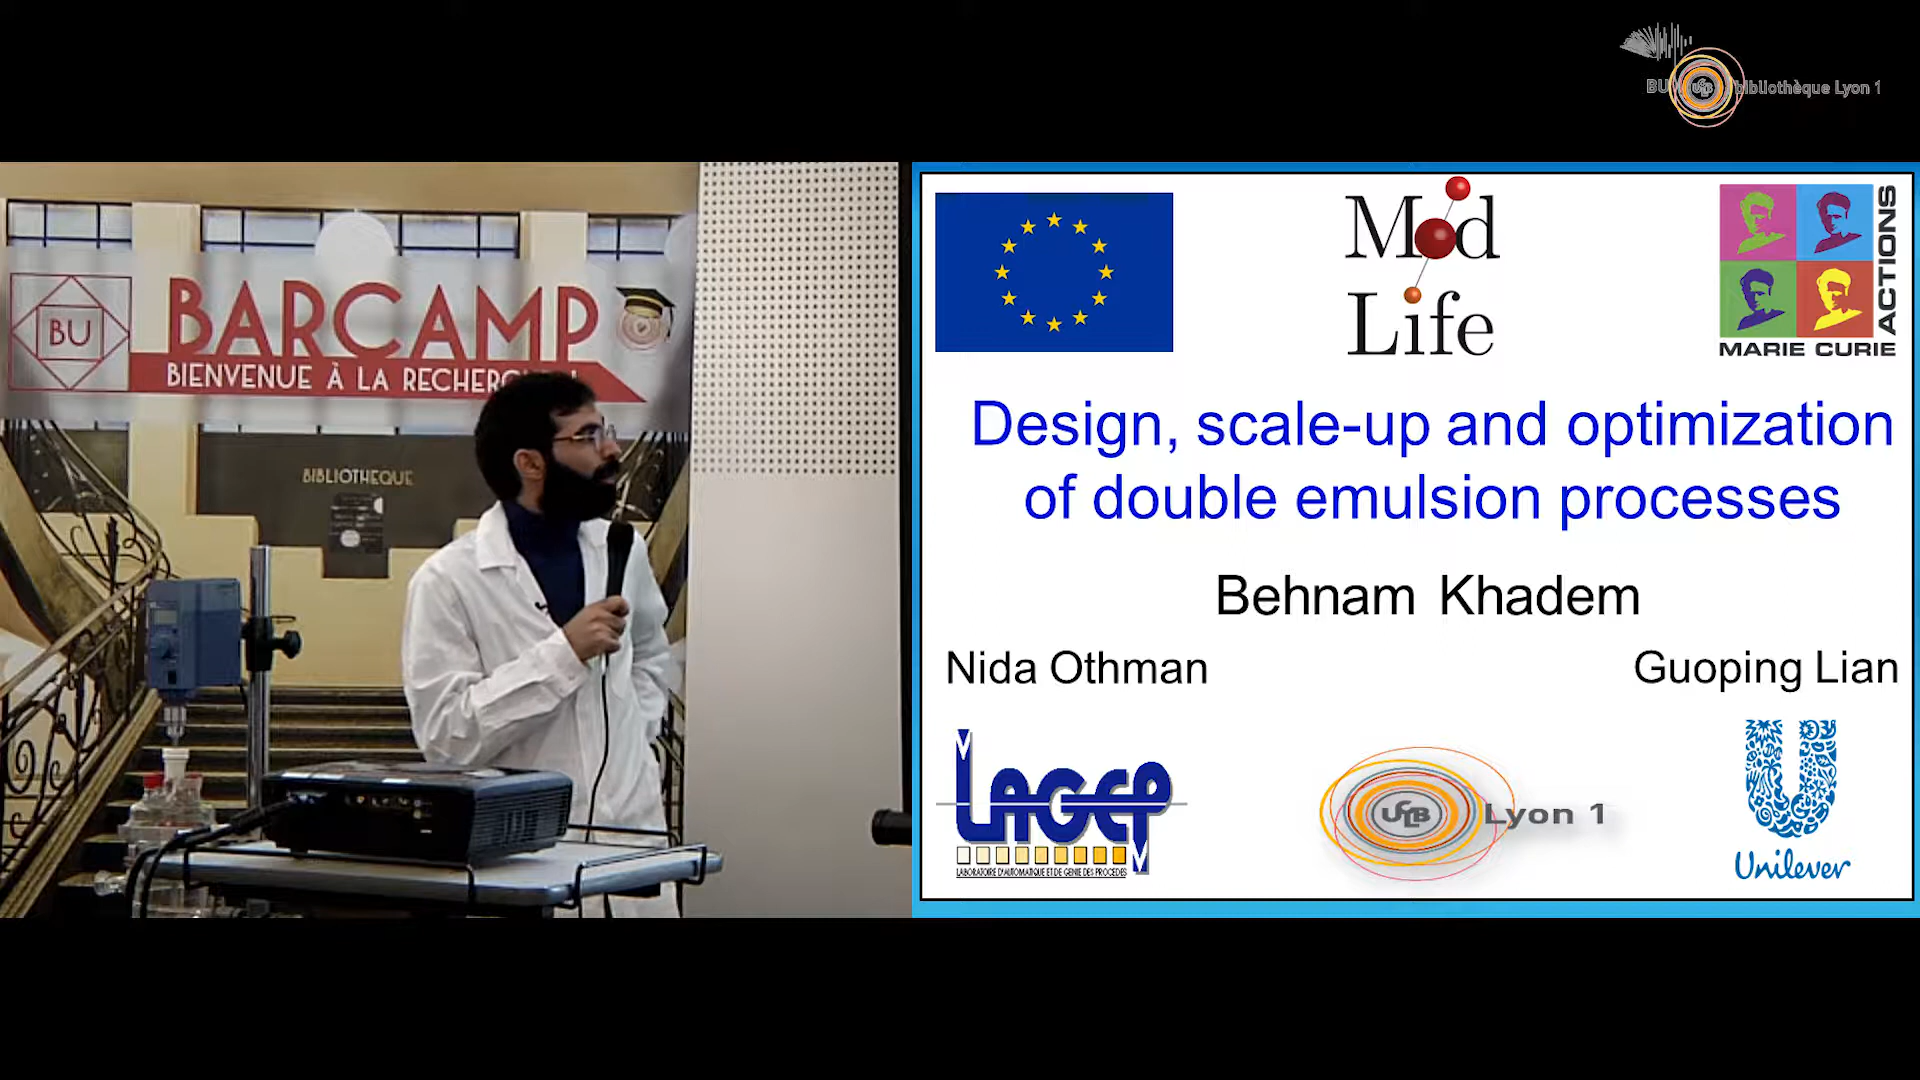 BU bibliothèque Lyon 1
BU
BARCAMP
BIENVENUE À LA RECHERCHE !
BIBLIOTHEQUE
Mod
Life
MARIE CURIE
ACTIONS
Design, scale-up and optimization
of double emulsion processes
Behnam Khadem
Nida Othman
Guoping Lian
LAGEP
LABORATOIRE D'AUTOMATIQUE ET DE GENIE DES PROCEDES
UCB Lyon 1
Unilever